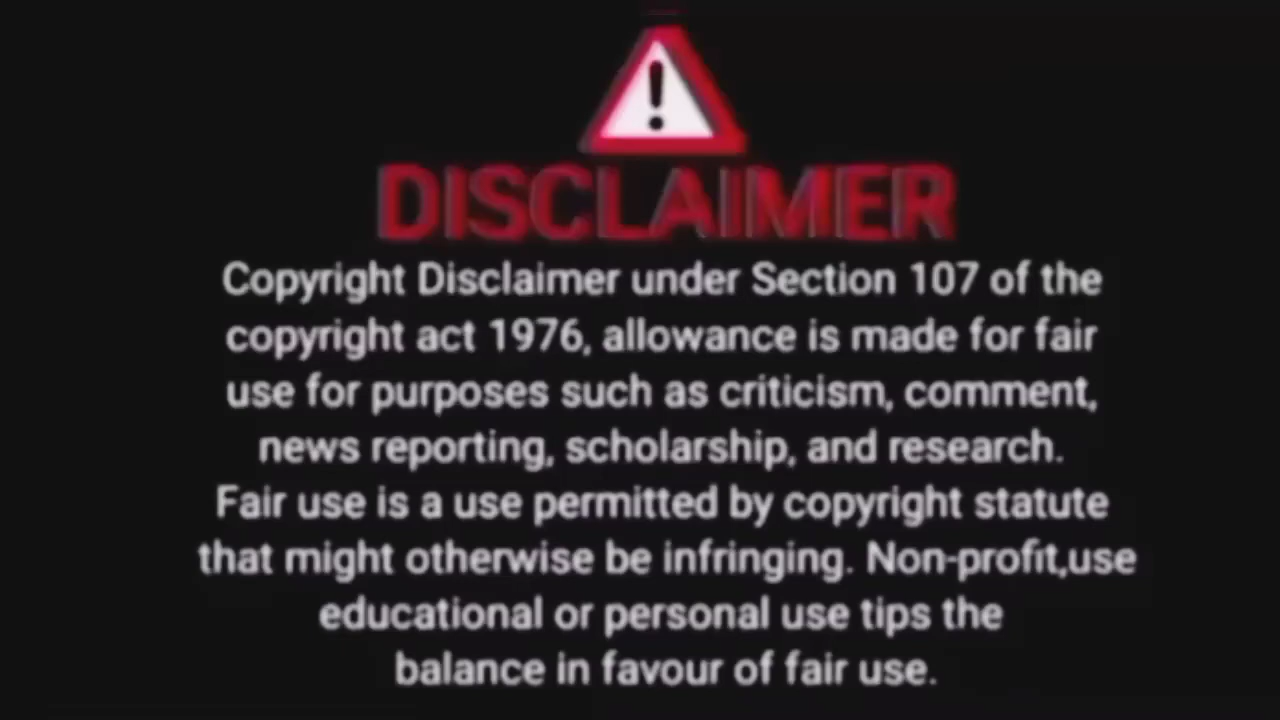 DISCLAIMER
Copyright Disclaimer under Section 107 of the
copyright act 1976, allowance is made for fair
use for purposes such as criticism, comment,
news reporting, scholarship, and research.
Fair use is a use permitted by copyright statute
that might otherwise be infringing. Non-profit,use
educational or personal use tips the
balance in favour of fair use.